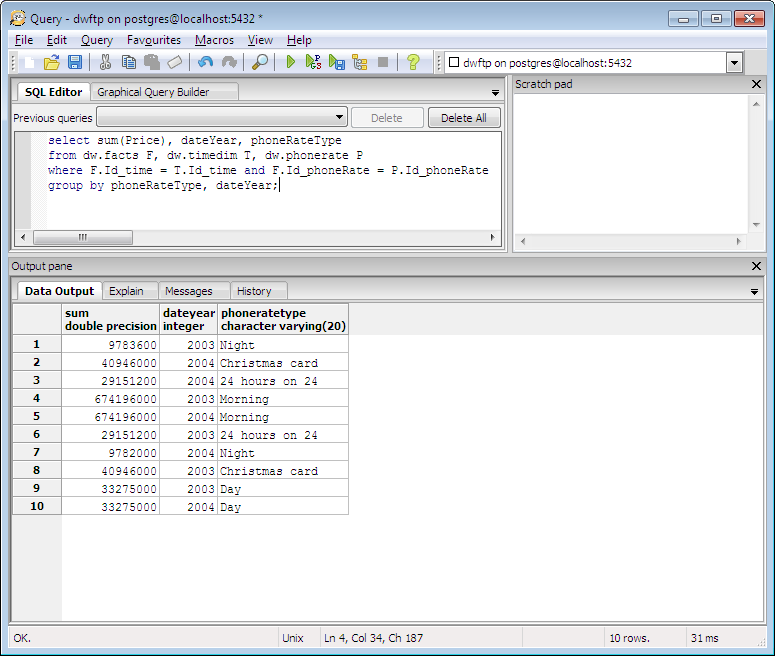 Query - dwftp on postgres@localhost:5432 *
File Edit Query Favourites Macros View Help
dwftp on postgres@localhost:5432
SQL Editor Graphical Query Builder
Scratch pad
Previous queries Delete Delete All
select sum(Price), dateYear, phoneRateType
from dw.facts F, dw.timedim T, dw.phonerate P
where F.Id_time = T.Id_time and F.Id_phoneRate = P.Id_phoneRate
group by phoneRateType, dateYear;
Output pane
Data Output Explain Messages History
sum dateyear phoneratetype
double precision integer character varying(20)
1 9783600 2003 Night
2 40946000 2004 Christmas card
3 29151200 2004 24 hours on 24
4 674196000 2003 Morning
5 674196000 2004 Morning
6 29151200 2003 24 hours on 24
7 9782000 2004 Night
8 40946000 2003 Christmas card
9 33275000 2003 Day
10 33275000 2004 Day
OK. Unix Ln 4, Col 34, Ch 187 10 rows. 31 ms